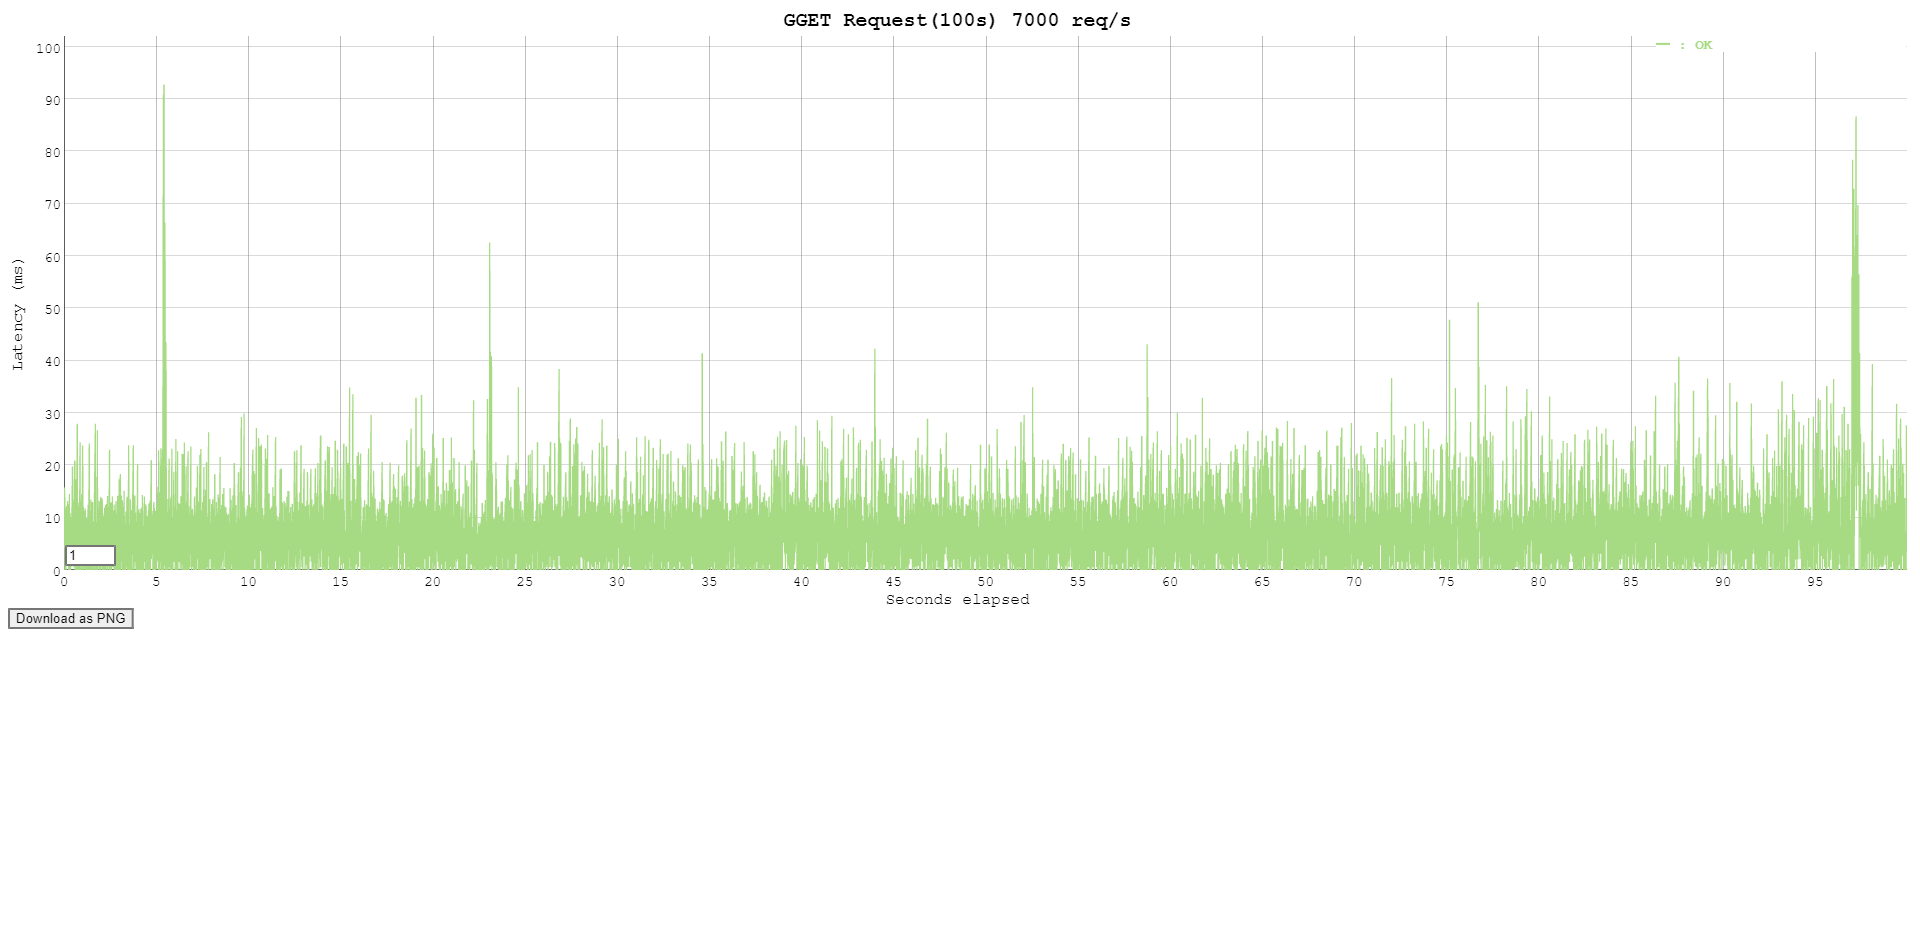 GGET Request(100s) 7000 req/s
: OK
100
90
80
70
60
50
40
30
20
10
0
Latency (ms)
1
0 5 10 15 20 25 30 35 40 45 50 55 60 65 70 75 80 85 90 95
Seconds elapsed
Download as PNG